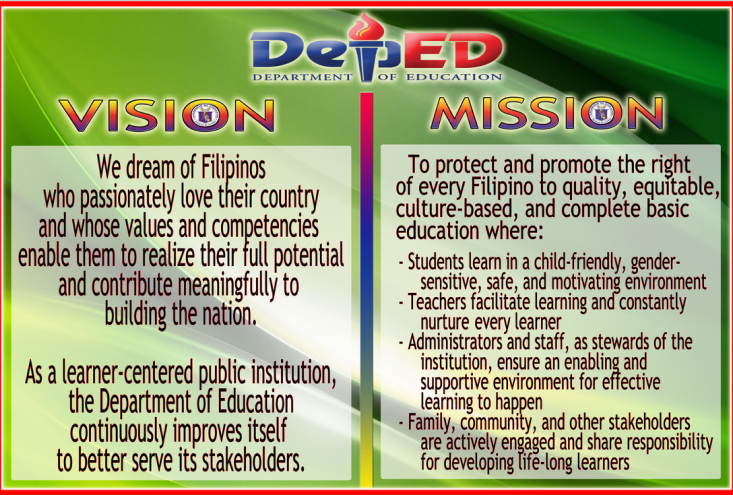 DepED
DEPARTMENT OF EDUCATION
VISION
We dream of Filipinos
who passionately love their country
and whose values and competencies
enable them to realize their full potential
and contribute meaningfully to
building the nation.
As a learner-centered public institution,
the Department of Education
continuously improves itself
to better serve its stakeholders.
MISSION
To protect and promote the right
of every Filipino to quality, equitable,
culture-based, and complete basic
education where:
- Students learn in a child-friendly, gender-
sensitive, safe, and motivating environment
- Teachers facilitate learning and constantly
nurture every learner
- Administrators and staff, as stewards of the
institution, ensure an enabling and
supportive environment for effective
learning to happen
- Family, community, and other stakeholders
are actively engaged and share responsibility
for developing life-long learners